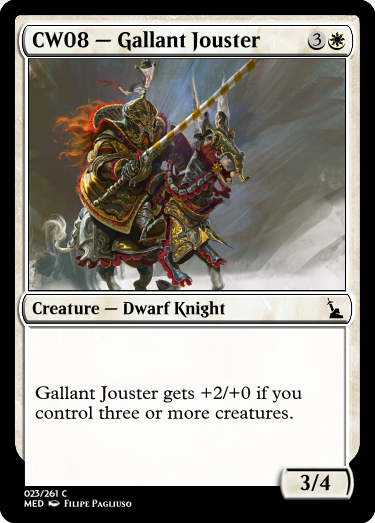 CW08 — Gallant Jouster 3
Creature — Dwarf Knight
Gallant Jouster gets +2/+0 if you
control three or more creatures.
3/4
023/261 C
MED Filipe Pagliuso